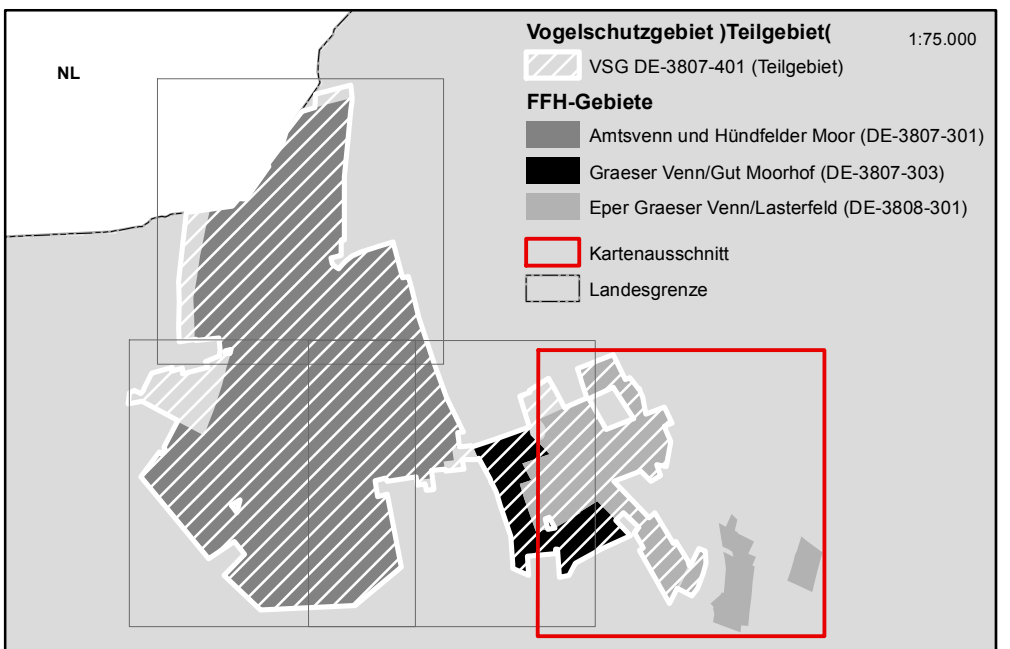 Vogelschutzgebiet )Teilgebiet(
1:75.000
NL
VSG DE-3807-401 (Teilgebiet)
FFH-Gebiete
Amtsvenn und Hündfelder Moor (DE-3807-301)
Graeser Venn/Gut Moorhof (DE-3807-303)
Eper Graeser Venn/Lasterfeld (DE-3808-301)
Kartenausschnitt
Landesgrenze